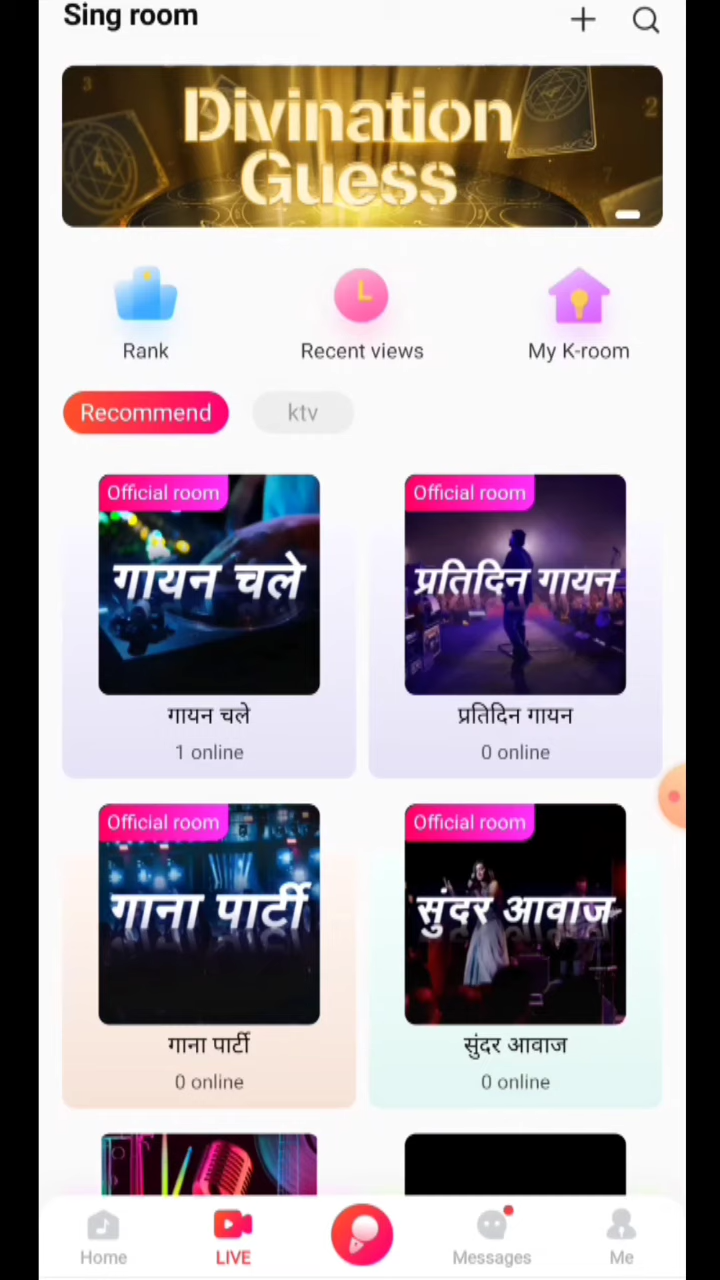 Sing room
Divination
Guess
Rank
Recent views
My K-room
Recommend
ktv
Official room
गायन चले
गायन चले
1 online
Official room
प्रतिदिन गायन
प्रतिदिन गायन
0 online
Official room
गाना पार्टी
गाना पार्टी
0 online
Official room
सुंदर आवाज
सुंदर आवाज
0 online
Home
LIVE
Messages
Me